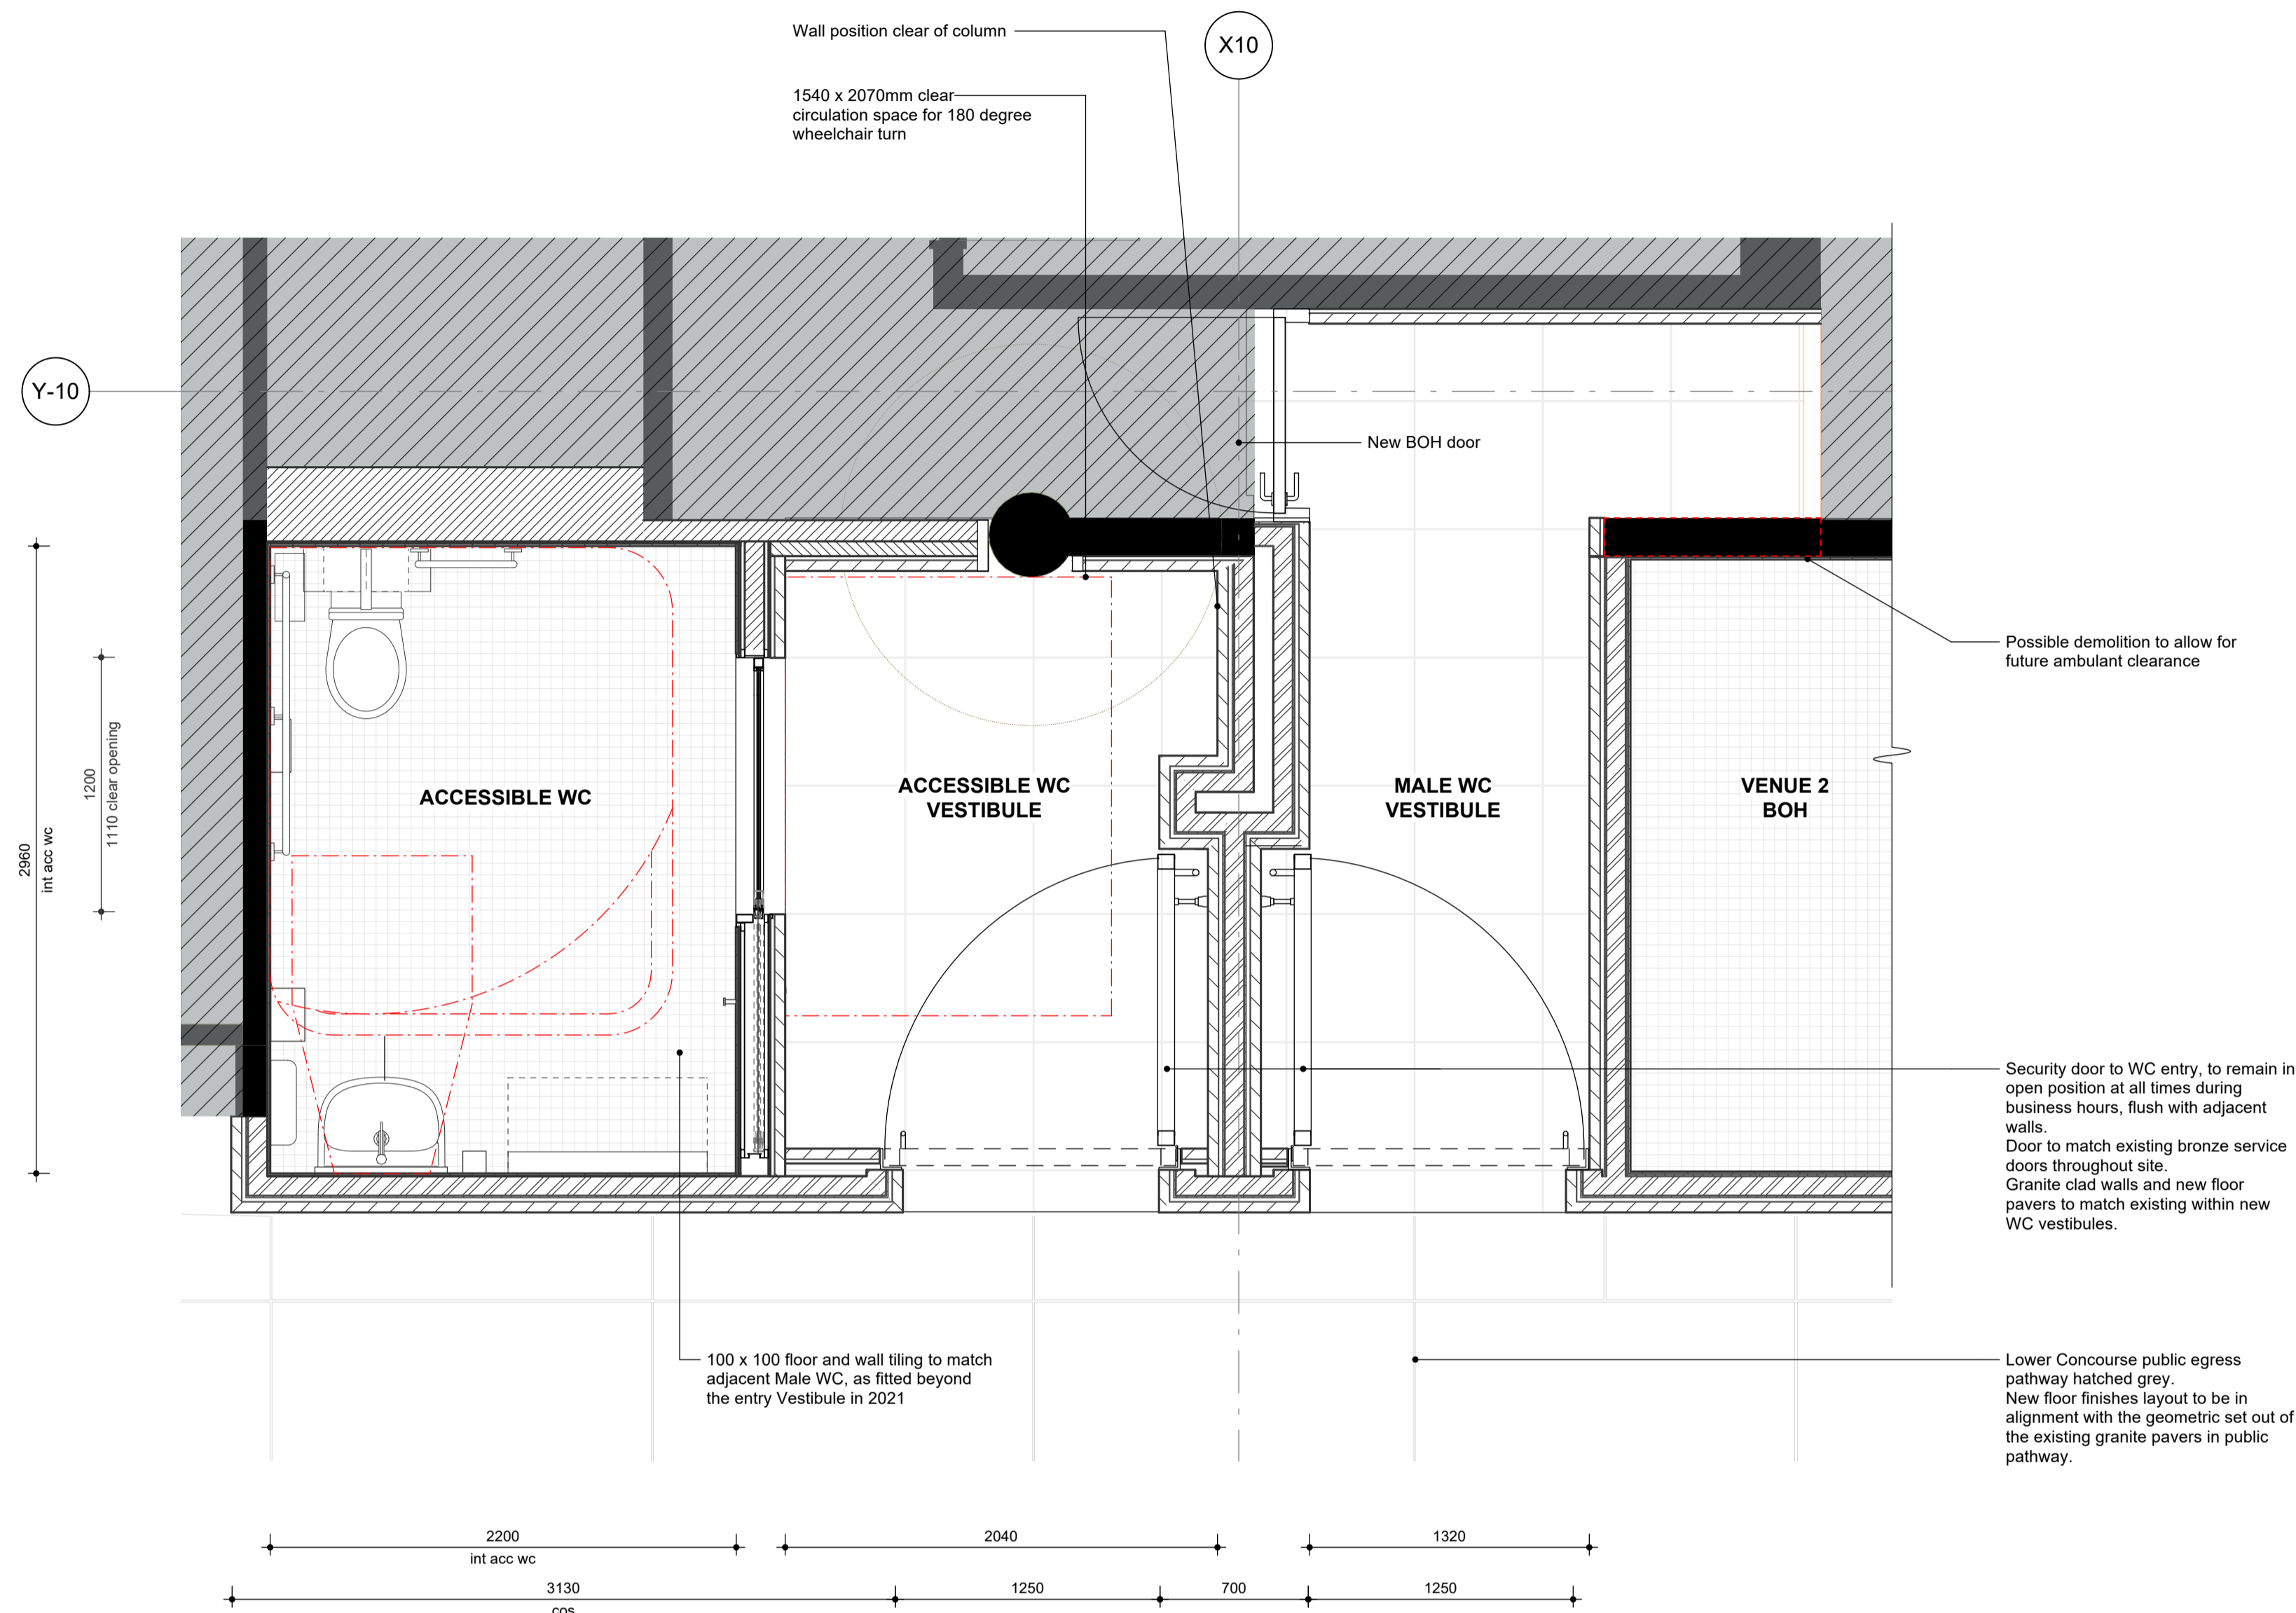 Wall position clear of column
X10
1540 x 2070mm clear
circulation space for 180 degree
wheelchair turn
Y-10
New BOH door
Possible demolition to allow for
future ambulant clearance
1200
1110 clear opening
2960
int acc wc
ACCESSIBLE WC
ACCESSIBLE WC
VESTIBULE
MALE WC
VESTIBULE
VENUE 2
BOH
Security door to WC entry, to remain in
open position at all times during
business hours, flush with adjacent
walls.
Door to match existing bronze service
doors throughout site.
Granite clad walls and new floor
pavers to match existing within new
WC vestibules.
100 x 100 floor and wall tiling to match
adjacent Male WC, as fitted beyond
the entry Vestibule in 2021
Lower Concourse public egress
pathway hatched grey.
New floor finishes layout to be in
alignment with the geometric set out of
the existing granite pavers in public
pathway.
2200
int acc wc
2040
1320
3130
cos
1250
700
1250